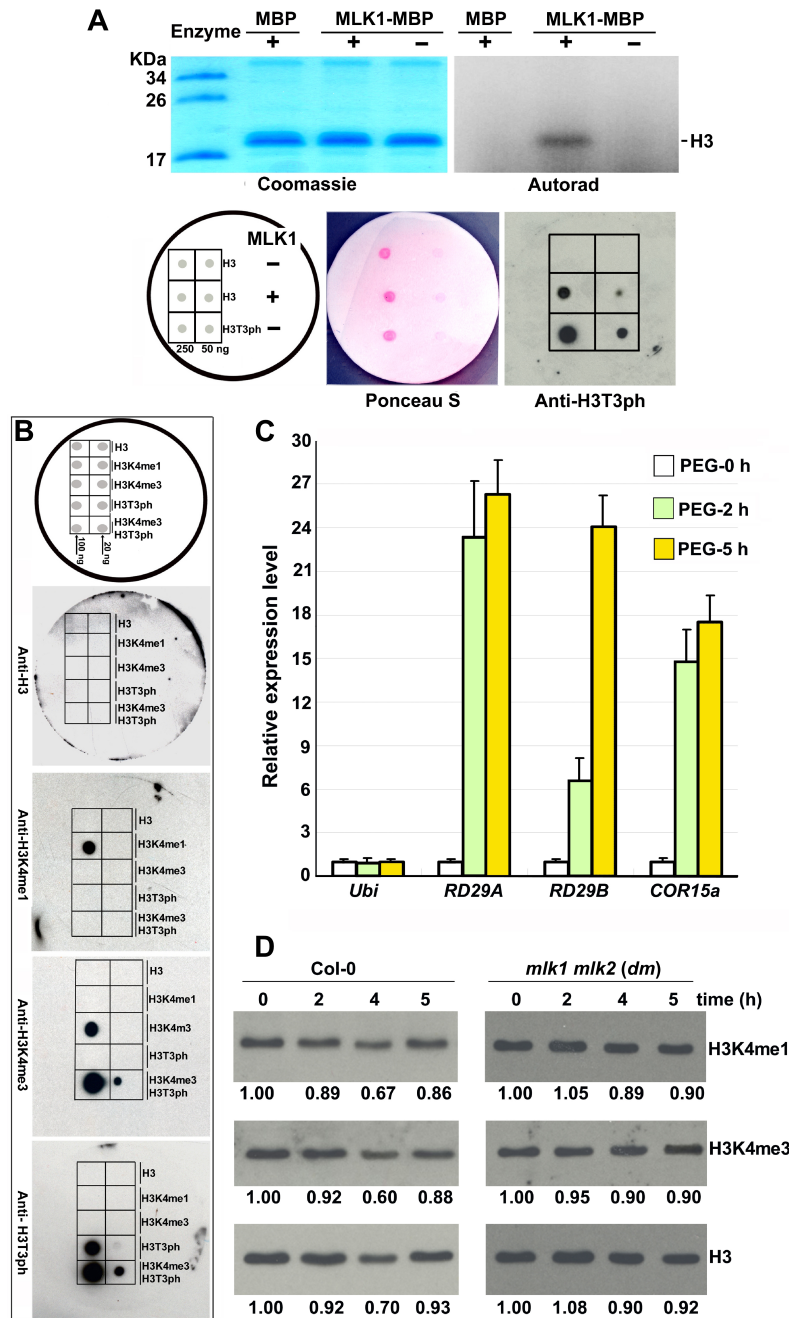 A
Enzyme MBP MLK1-MBP MBP MLK1-MBP
+ + − + + −
KDa
34
26
17
-H3
Coomassie Autorad
MLK1
H3 −
H3 +
H3T3ph −
250 50 ng
Ponceau S Anti-H3T3ph
B
H3
H3K4me1
H3K4me3
H3T3ph
H3K4me3
H3T3ph
100 ng
20 ng
Anti-H3
H3
H3K4me1
H3K4me3
H3T3ph
H3K4me3
H3T3ph
Anti-H3K4me1
H3
H3K4me1
H3K4me3
H3T3ph
H3K4me3
H3T3ph
Anti-H3K4me3
H3
H3K4me1
H3K4m3
H3T3ph
H3K4me3
H3T3ph
Anti- H3T3ph
H3
H3K4me1
H3K4me3
H3T3ph
H3K4me3
H3T3ph
C
Relative expression level
30
27
24
21
18
15
12
9
6
3
0
PEG-0 h
PEG-2 h
PEG-5 h
Ubi RD29A RD29B COR15a
D
Col-0 mlk1 mlk2 (dm)
0 2 4 5 0 2 4 5 time (h)
H3K4me1
1.00 0.89 0.67 0.86 1.00 1.05 0.89 0.90
H3K4me3
1.00 0.92 0.60 0.88 1.00 0.95 0.90 0.90
H3
1.00 0.92 0.70 0.93 1.00 1.08 0.90 0.92